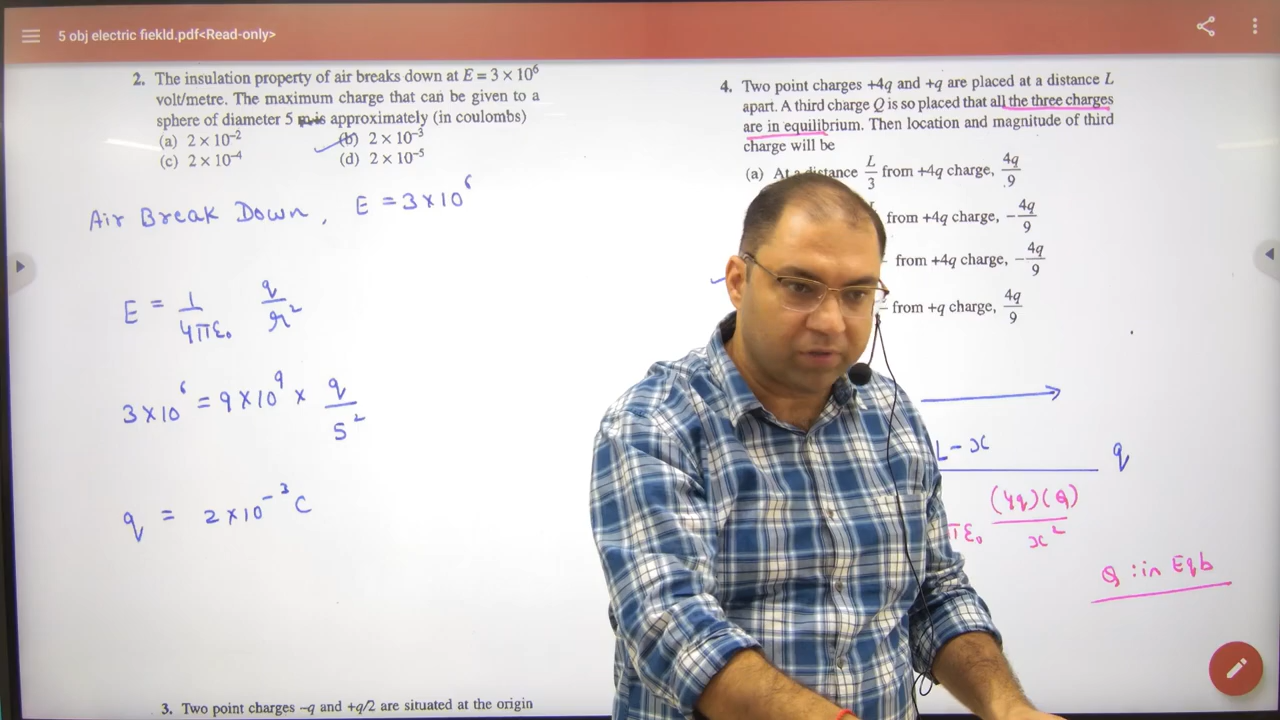 5 obj electric fiekld.pdf<Read-only>
2. The insulation property of air breaks down at E = 3 × 10⁶
volt/metre. The maximum charge that can be given to a
sphere of diameter 5 m is approximately (in coulombs)
(a) 2 × 10⁻² (b) 2 × 10⁻³
(c) 2 × 10⁻⁴ (d) 2 × 10⁻⁵
Air Break Down, E = 3×10⁶
E = 1/4πε₀ q/r²
3×10⁶ = 9×10⁹ × q/5²
q = 2×10⁻³ C
3. Two point charges –q and +q/2 are situated at the origin
4. Two point charges +4q and +q are placed at a distance L
apart. A third charge Q is so placed that all the three charges
are in equilibrium. Then location and magnitude of third
charge will be
(a) At a distance L/3 from +4q charge, 4q/9
from +4q charge, –4q/9
from +4q charge, –4q/9
from +q charge, 4q/9
L–x q
πε₀ (4q)(Q)/x²
Q : in Eqb